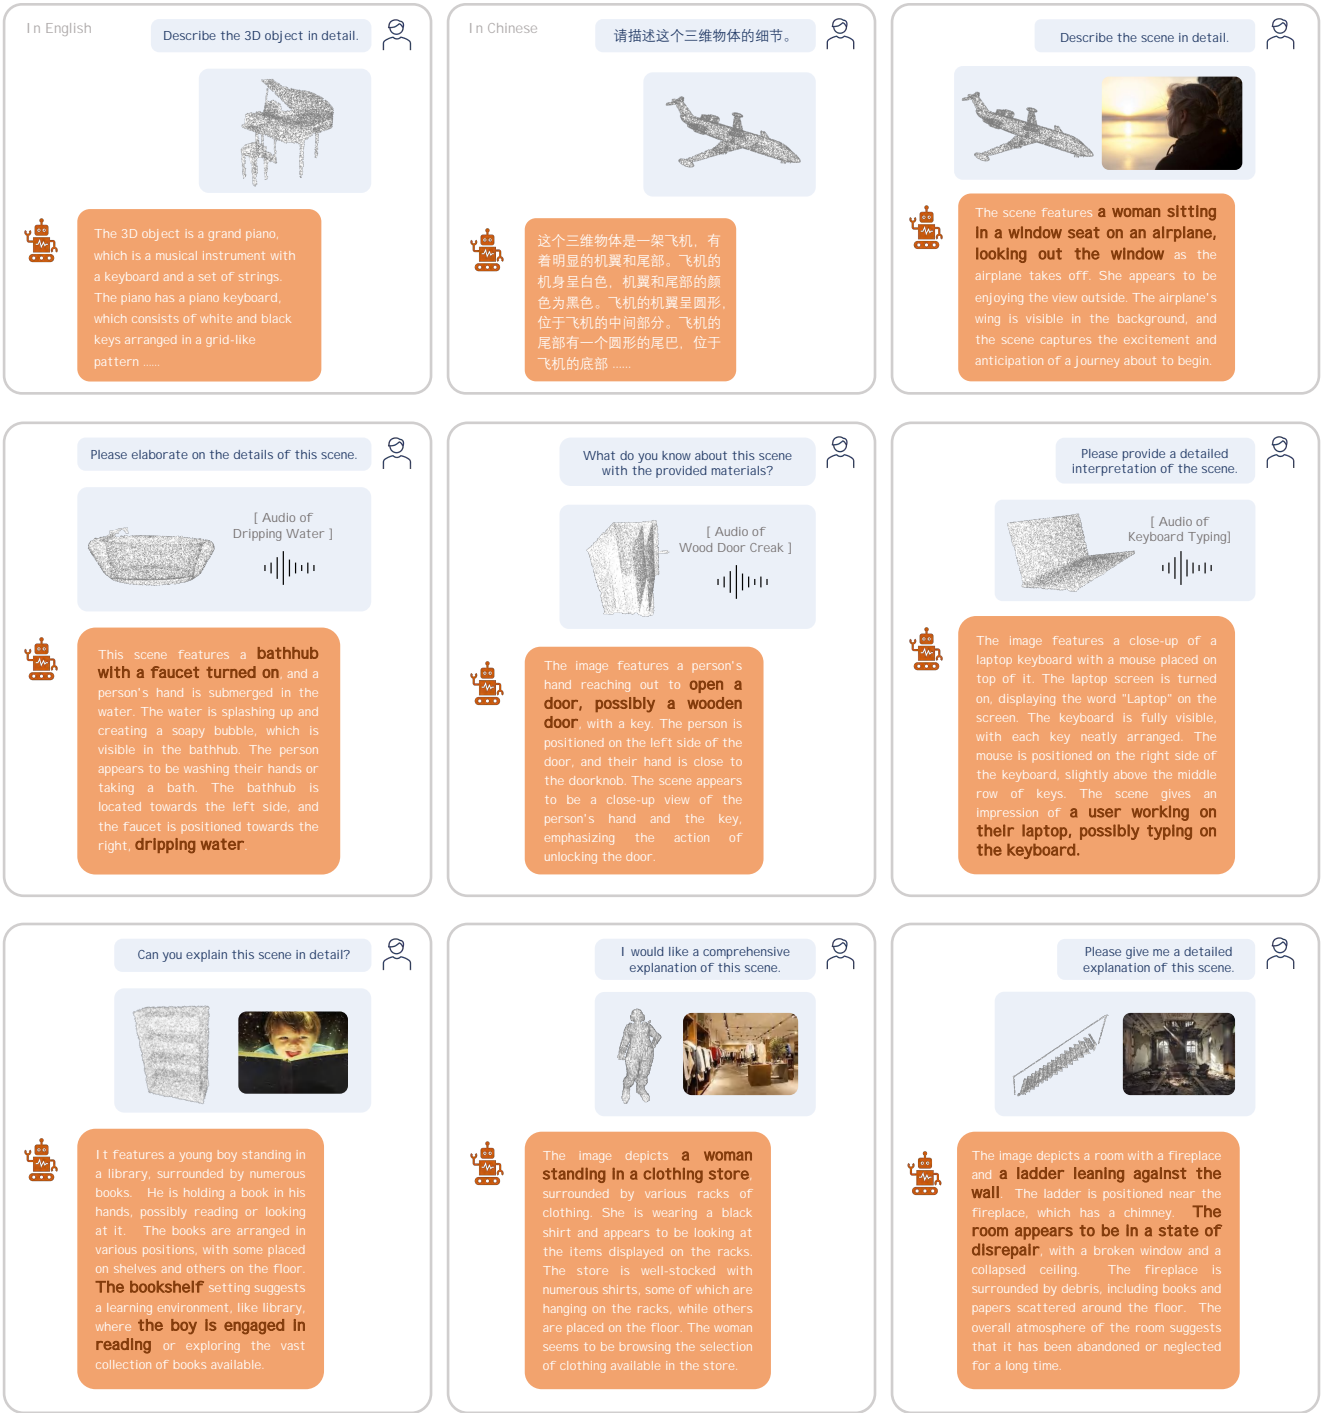 In English
Describe the 3D object in detail.
The 3D object is a grand piano,
which is a musical instrument with
a keyboard and a set of strings.
The piano has a piano keyboard,
which consists of white and black
keys arranged in a grid-like
pattern ......
In Chinese
请描述这个三维物体的细节。
这个三维物体是一架飞机，有
着明显的机翼和尾部。飞机的
机身呈白色，机翼和尾部的颜
色为黑色。飞机的机翼呈圆形，
位于飞机的中间部分。飞机的
尾部有一个圆形的尾巴，位于
飞机的底部 ......
Describe the scene in detail.
The scene features a woman sitting
in a window seat on an airplane,
looking out the window as the
airplane takes off. She appears to be
enjoying the view outside. The airplane's
wing is visible in the background, and
the scene captures the excitement and
anticipation of a journey about to begin.
Please elaborate on the details of this scene.
[ Audio of
Dripping Water ]
This scene features a bathhub
with a faucet turned on, and a
person's hand is submerged in the
water. The water is splashing up and
creating a soapy bubble, which is
visible in the bathhub. The person
appears to be washing their hands or
taking a bath. The bathhub is
located towards the left side, and
the faucet is positioned towards the
right, dripping water.
What do you know about this scene
with the provided materials?
[ Audio of
Wood Door Creak ]
The image features a person's
hand reaching out to open a
door, possibly a wooden
door, with a key. The person is
positioned on the left side of the
door, and their hand is close to
the doorknob. The scene appears
to be a close-up view of the
person's hand and the key,
emphasizing the action of
unlocking the door.
Please provide a detailed
interpretation of the scene.
[ Audio of
Keyboard Typing]
The image features a close-up of a
laptop keyboard with a mouse placed on
top of it. The laptop screen is turned
on, displaying the word "Laptop" on the
screen. The keyboard is fully visible,
with each key neatly arranged. The
mouse is positioned on the right side of
the keyboard, slightly above the middle
row of keys. The scene gives an
impression of a user working on
their laptop, possibly typing on
the keyboard.
Can you explain this scene in detail?
It features a young boy standing in
a library, surrounded by numerous
books. He is holding a book in his
hands, possibly reading or looking
at it. The books are arranged in
various positions, with some placed
on shelves and others on the floor.
The bookshelf setting suggests
a learning environment, like library,
where the boy is engaged in
reading or exploring the vast
collection of books available.
I would like a comprehensive
explanation of this scene.
The image depicts a woman
standing in a clothing store,
surrounded by various racks of
clothing. She is wearing a black
shirt and appears to be looking at
the items displayed on the racks.
The store is well-stocked with
numerous shirts, some of which are
hanging on the racks, while others
are placed on the floor. The woman
seems to be browsing the selection
of clothing available in the store.
Please give me a detailed
explanation of this scene.
The image depicts a room with a fireplace
and a ladder leaning against the
wall. The ladder is positioned near the
fireplace, which has a chimney. The
room appears to be in a state of
disrepair, with a broken window and a
collapsed ceiling. The fireplace is
surrounded by debris, including books and
papers scattered around the floor. The
overall atmosphere of the room suggests
that it has been abandoned or neglected
for a long time.